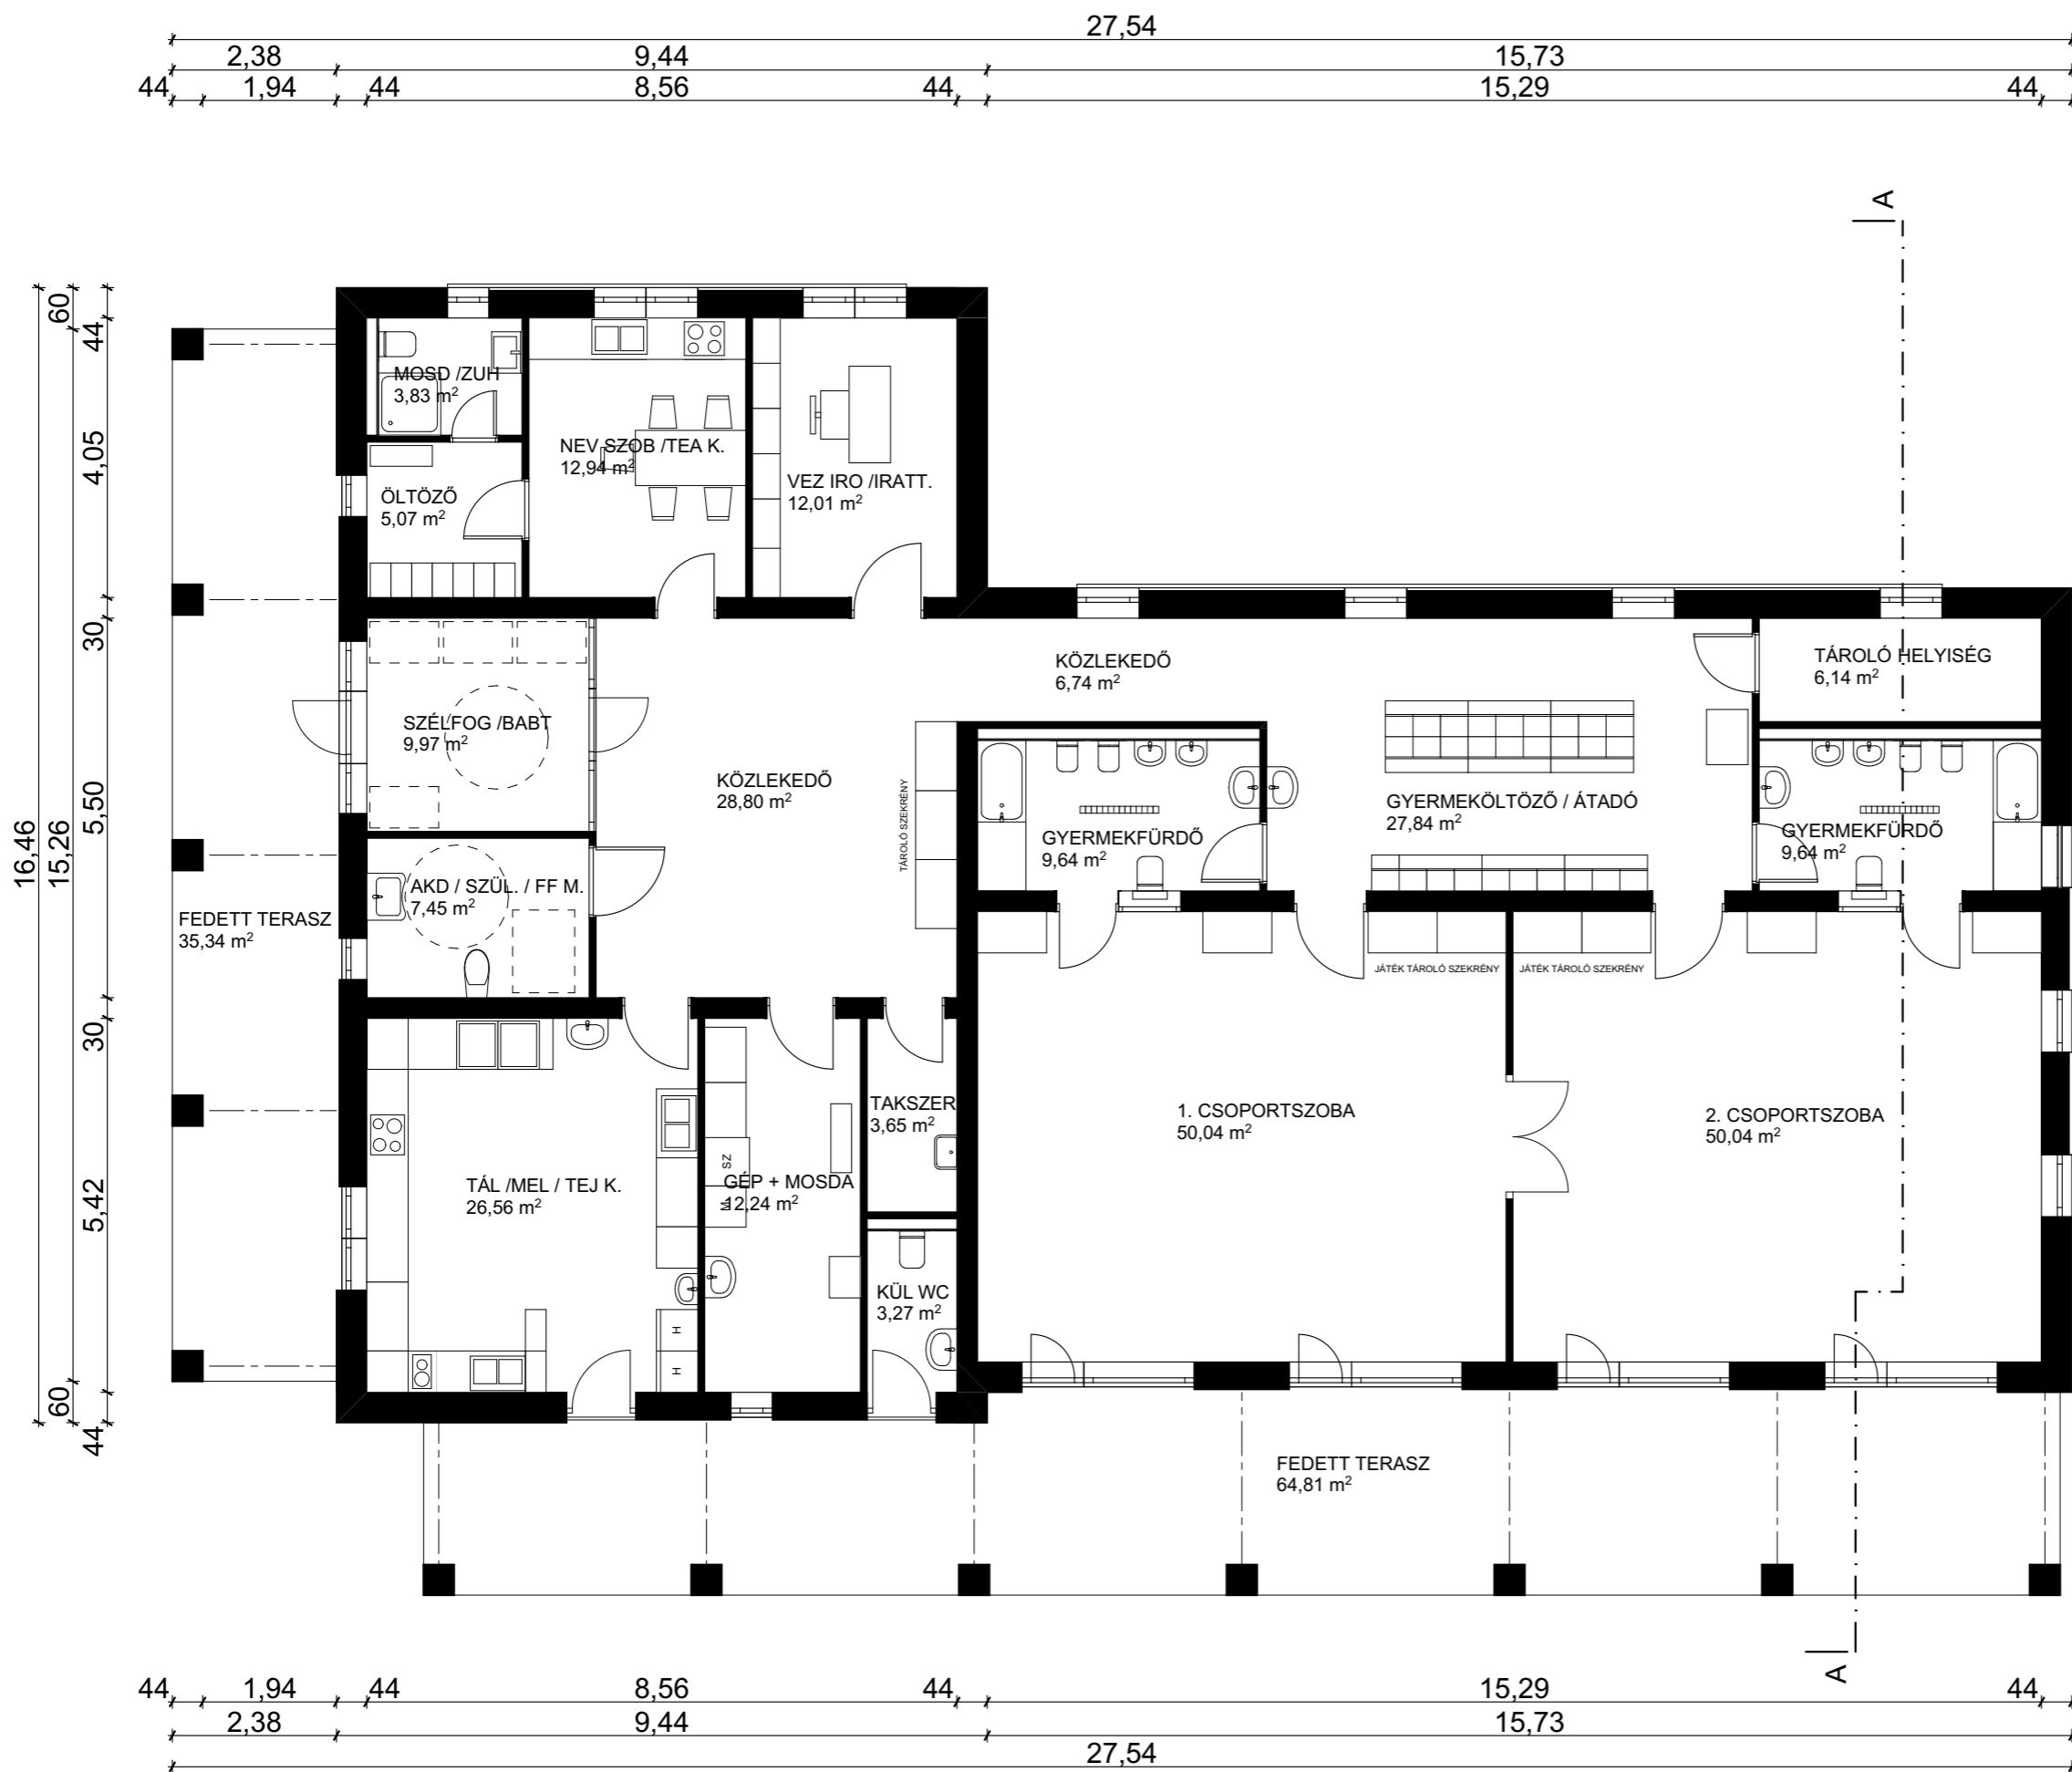 27,54
2,38 9,44 15,73
44 1,94 44 8,56 44 15,29 44
A
60
44
4,05
30
5,50
16,46
15,26
30
5,42
60
44
MOSD /ZUH
3,83 m²
NEV SZOB /TEA K.
12,94 m²
VEZ IRO /IRATT.
12,01 m²
ÖLTÖZŐ
5,07 m²
KÖZLEKEDŐ
6,74 m²
TÁROLÓ HELYISÉG
6,14 m²
SZÉLFOG /BABT
9,97 m²
KÖZLEKEDŐ
28,80 m²
TÁROLÓ SZEKRÉNY
GYERMEKFÜRDŐ
9,64 m²
GYERMEKÖLTÖZŐ / ÁTADÓ
27,84 m²
GYERMEKFÜRDŐ
9,64 m²
AKD / SZÜL. / FF M.
7,45 m²
FEDETT TERASZ
35,34 m²
JÁTÉK TÁROLÓ SZEKRÉNY
JÁTÉK TÁROLÓ SZEKRÉNY
TAKSZER
3,65 m²
1. CSOPORTSZOBA
50,04 m²
2. CSOPORTSZOBA
50,04 m²
TÁL /MEL / TEJ K.
26,56 m²
SZ
GÉP + MOSDA
12,24 m²
M
KÜL WC
3,27 m²
H
H
FEDETT TERASZ
64,81 m²
A
44 1,94 44 8,56 44 15,29 44
2,38 9,44 15,73
27,54